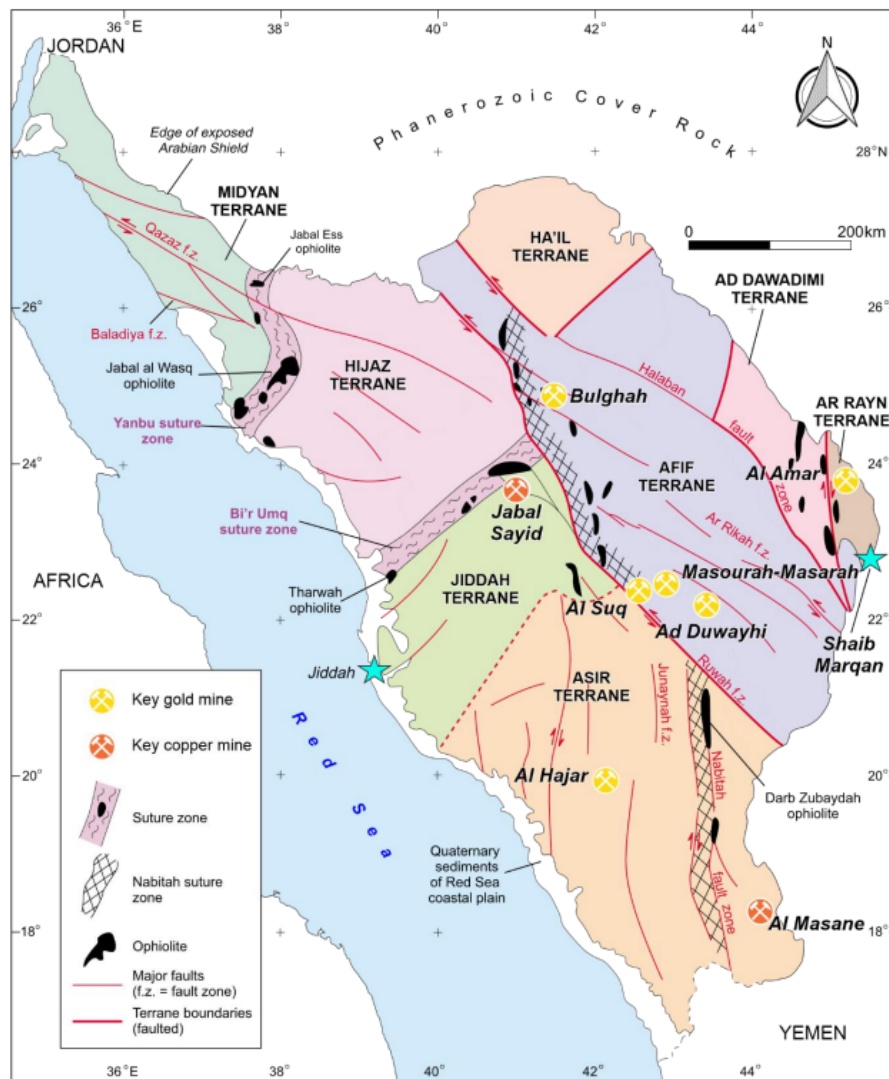 36°E
38
40
42
44
JORDAN
N
Phanerozoic Cover Rock
28°N
Edge of exposed
Arabian Shield
MIDYAN
TERRANE
Qazaz f.z.
Jabal Ess
ophiolite
HA'IL
TERRANE
0
200km
AD DAWADIMI
TERRANE
26
26
Baladiya f.z.
Jabal al Wasq
ophiolite
HIJAZ
TERRANE
Halaban
fault
zone
Yanbu suture
zone
Bulghah
AR RAYN
TERRANE
24
24
Al Amar
AFIF
TERRANE
Bi'r Umq
suture zone
Jabal
Sayid
Ar Rikah f.z.
AFRICA
Tharwah
ophiolite
JIDDAH
TERRANE
Masourah-Masarah
22
22
Al Suq
Ad Duwayhi
Shaib
Marqan
Jiddah
ASIR
TERRANE
Junaynah f.z.
Ruwah f.z.
Key gold mine
Key copper mine
Red Sea
20
20
Al Hajar
Nabitah
fault zone
Darb Zubaydah
ophiolite
Suture zone
Quaternary
sediments
of Red Sea
coastal plain
Nabitah suture
zone
Al Masane
18
18
Ophiolite
Major faults
(f.z. = fault zone)
Terrane boundaries
(faulted)
YEMEN
36°E
38
40
42
44